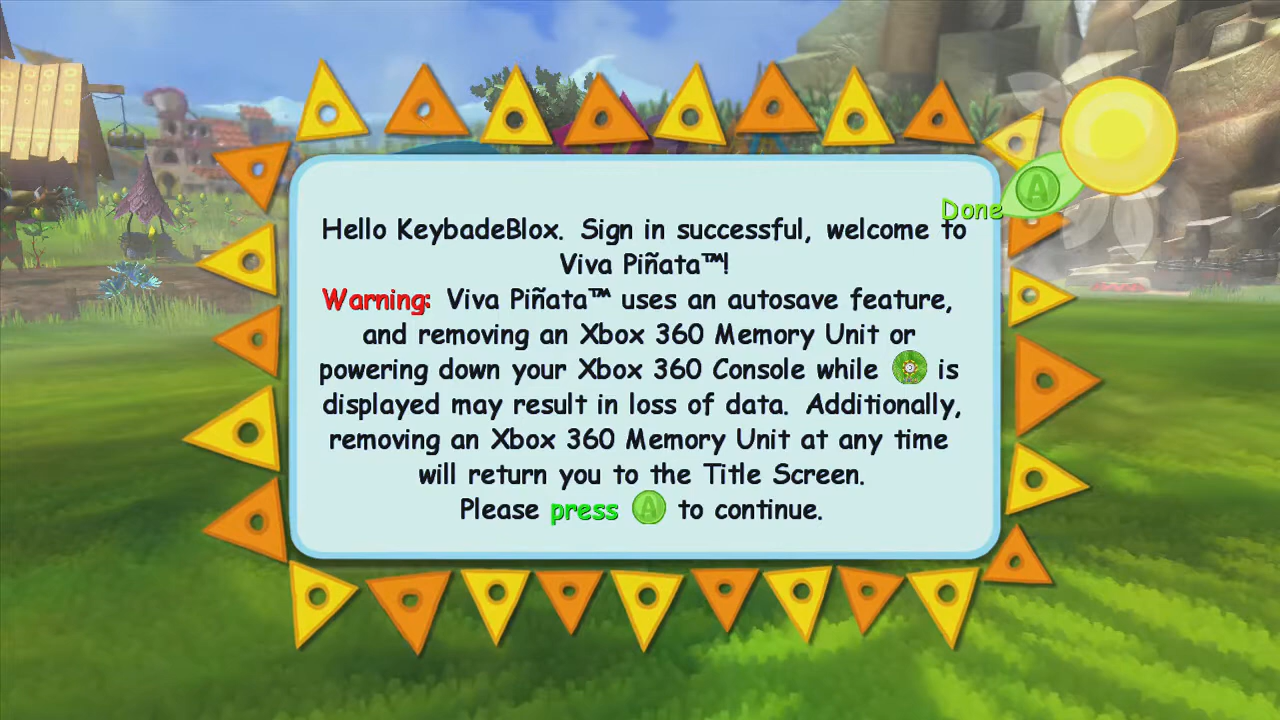 Done
Hello KeybadeBlox. Sign in successful, welcome to
Viva Piñata™!
Warning: Viva Piñata™ uses an autosave feature,
and removing an Xbox 360 Memory Unit or
powering down your Xbox 360 Console while is
displayed may result in loss of data. Additionally,
removing an Xbox 360 Memory Unit at any time
will return you to the Title Screen.
Please press A to continue.
A